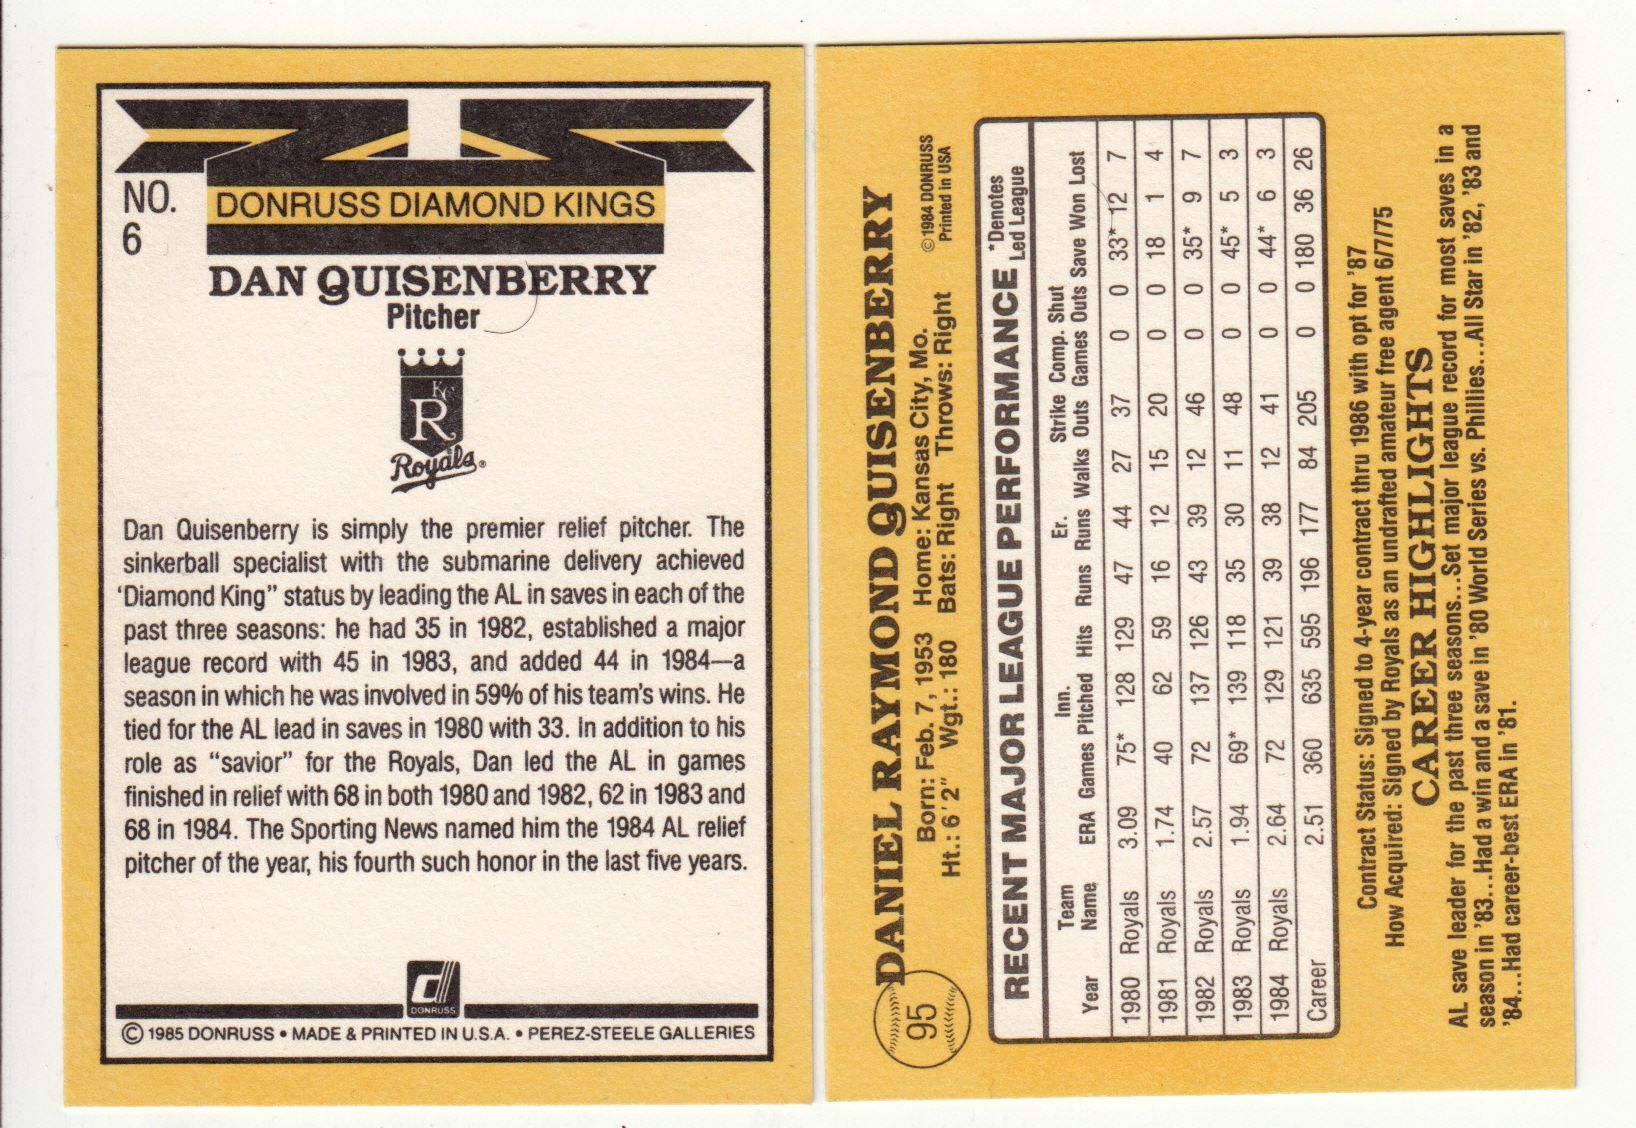 NO.
6
DONRUSS DIAMOND KINGS
DAN QUISENBERRY
Pitcher
KC
R
Royals®
Dan Quisenberry is simply the premier relief pitcher. The
sinkerball specialist with the submarine delivery achieved
'Diamond King" status by leading the AL in saves in each of the
past three seasons: he had 35 in 1982, established a major
league record with 45 in 1983, and added 44 in 1984—a
season in which he was involved in 59% of his team's wins. He
tied for the AL lead in saves in 1980 with 33. In addition to his
role as "savior" for the Royals, Dan led the AL in games
finished in relief with 68 in both 1980 and 1982, 62 in 1983 and
68 in 1984. The Sporting News named him the 1984 AL relief
pitcher of the year, his fourth such honor in the last five years.
d
DONRUSS
© 1985 DONRUSS • MADE & PRINTED IN U.S.A. • PEREZ-STEELE GALLERIES
95
DANIEL RAYMOND QUISENBERRY
Born: Feb. 7, 1953 Home: Kansas City, Mo. © 1984 DONRUSS
Ht.: 6' 2" Wgt.: 180 Bats: Right Throws: Right Printed in USA
RECENT MAJOR LEAGUE PERFORMANCE *Denotes
Led League
Team Inn. Er. Strike Comp. Shut
Year Name ERA Games Pitched Hits Runs Runs Walks Outs Games Outs Save Won Lost
1980 Royals 3.09 75* 128 129 47 44 27 37 0 0 33* 12 7
1981 Royals 1.74 40 62 59 16 12 15 20 0 0 18 1 4
1982 Royals 2.57 72 137 126 43 39 12 46 0 0 35* 9 7
1983 Royals 1.94 69* 139 118 35 30 11 48 0 0 45* 5 3
1984 Royals 2.64 72 129 121 39 38 12 41 0 0 44* 6 3
Career 2.51 360 635 595 196 177 84 205 0 0 180 36 26
Contract Status: Signed to 4-year contract thru 1986 with opt for '87
How Acquired: Signed by Royals as an undrafted amateur free agent 6/7/75
CAREER HIGHLIGHTS
AL save leader for the past three seasons...Set major league record for most saves in a
season in '83...Had a win and a save in '80 World Series vs. Phillies...All Star in '82, '83 and
'84...Had career-best ERA in '81.